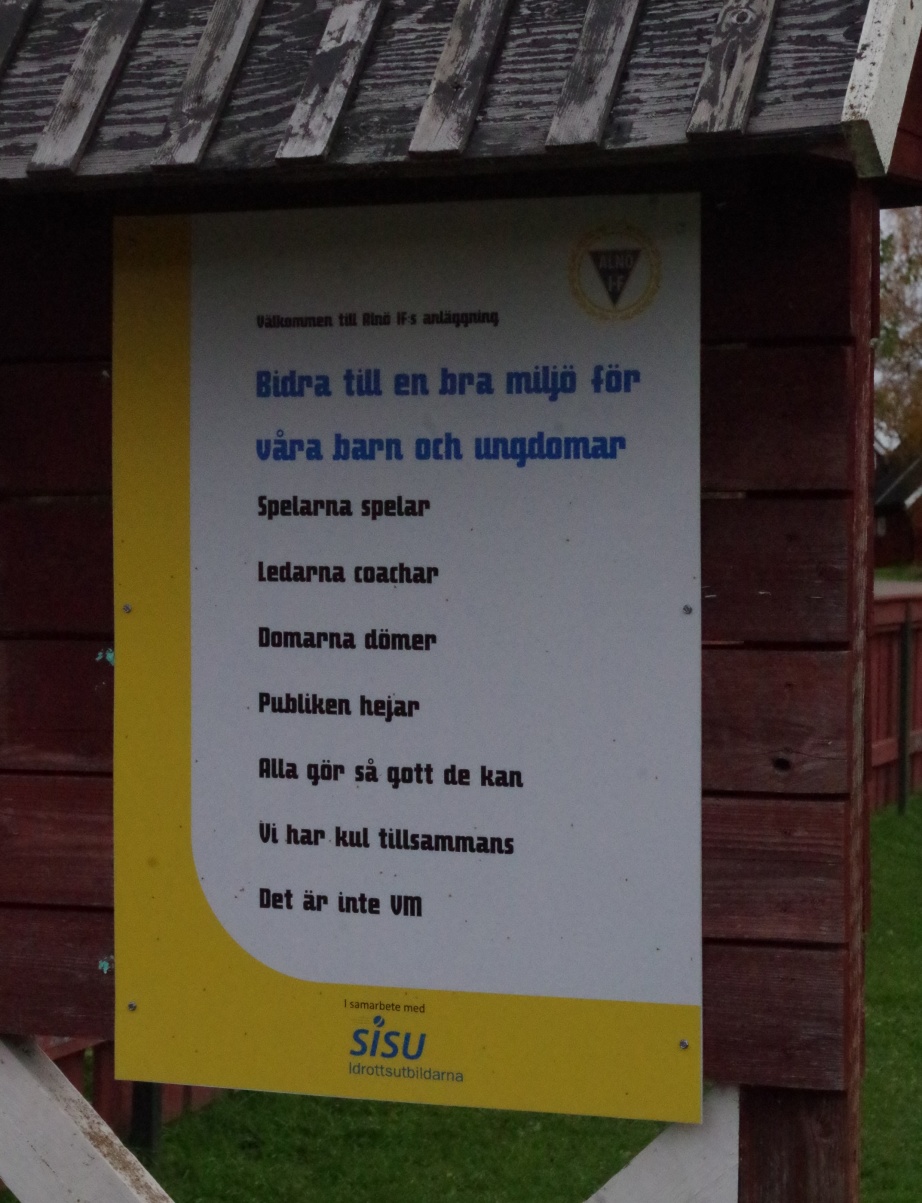 ALNÖ
I·F
Välkommen till Alnö IF:s anläggning
Bidra till en bra miljö för
våra barn och ungdomar
Spelarna spelar
Ledarna coachar
Domarna dömer
Publiken hejar
Alla gör så gott de kan
Vi har kul tillsammans
Det är inte VM
I samarbete med
SISU
Idrottsutbildarna